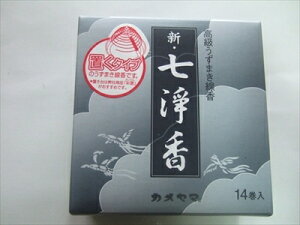 高級うずまき線香
新・七淨香
置くタイプ
のうずまき線香です。
カメヤマ
14巻入